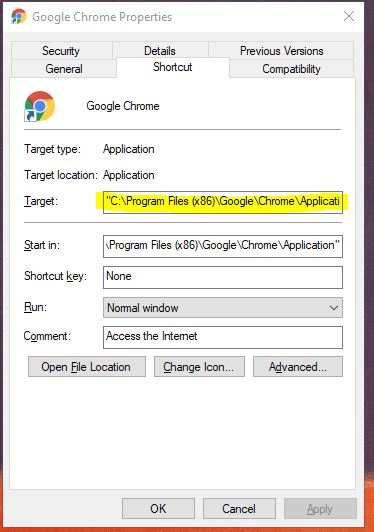 Google Chrome Properties
Security Details Previous Versions
General Shortcut Compatibility
Google Chrome
Target type: Application
Target location: Application
Target: "C:\Program Files (x86)\Google\Chrome\Applicati
Start in: \Program Files (x86)\Google\Chrome\Application"
Shortcut key: None
Run: Normal window
Comment: Access the Internet
Open File Location Change Icon... Advanced...
OK Cancel Apply